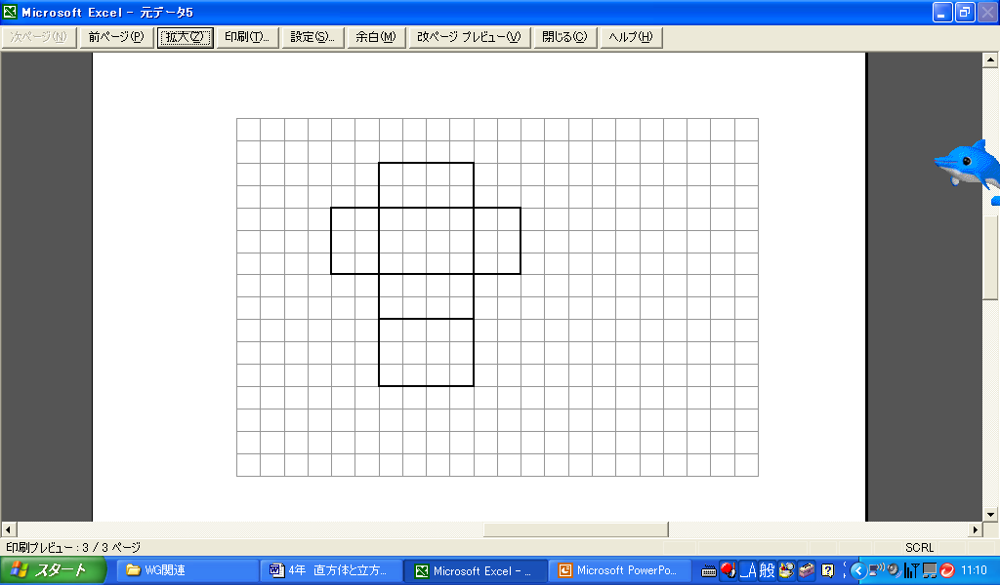 Microsoft Excel - 元データ5
次ページ(N) 前ページ(P) 拡大(Z) 印刷(T)... 設定(S)... 余白(M) 改ページ プレビュー(V) 閉じる(C) ヘルプ(H)
印刷プレビュー : 3 / 3 ページ SCRL
スタート WG関連 4年 直方体と立方... Microsoft Excel - ... Microsoft PowerPo... _A 般 11:10